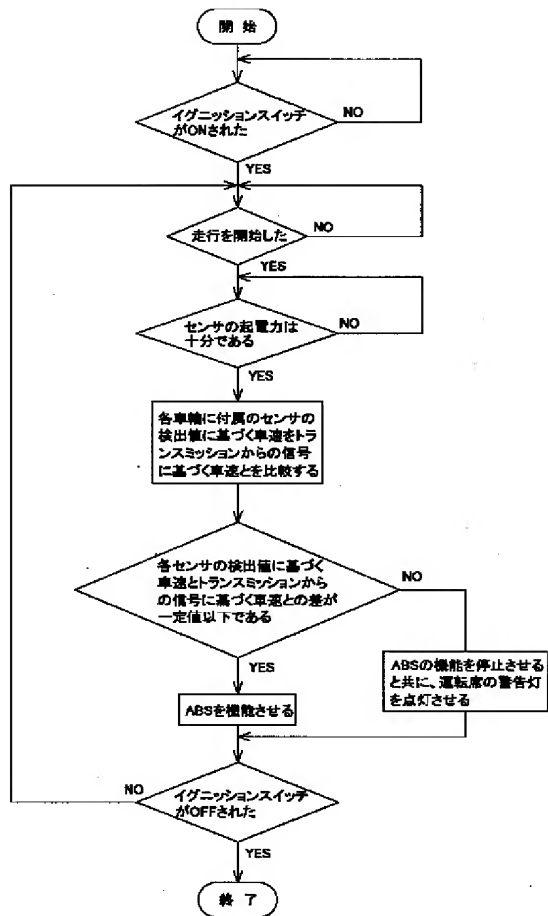 開始
イグニッションスイッチ
がONされた
NO
YES
走行を開始した
NO
YES
センサの起電力は
十分である
NO
YES
各車輪に付属のセンサの
検出値に基づく車速をトラ
ンスミッションからの信号
に基づく車速とを比較する
各センサの検出値に基づく
車速とトランスミッションから
の信号に基づく車速との差が
一定値以下である
NO
YES
ABSを機能させる
ABSの機能を停止させる
と共に、運転席の警告灯
を点灯させる
NO
イグニッションスイッチ
がOFFされた
YES
終了